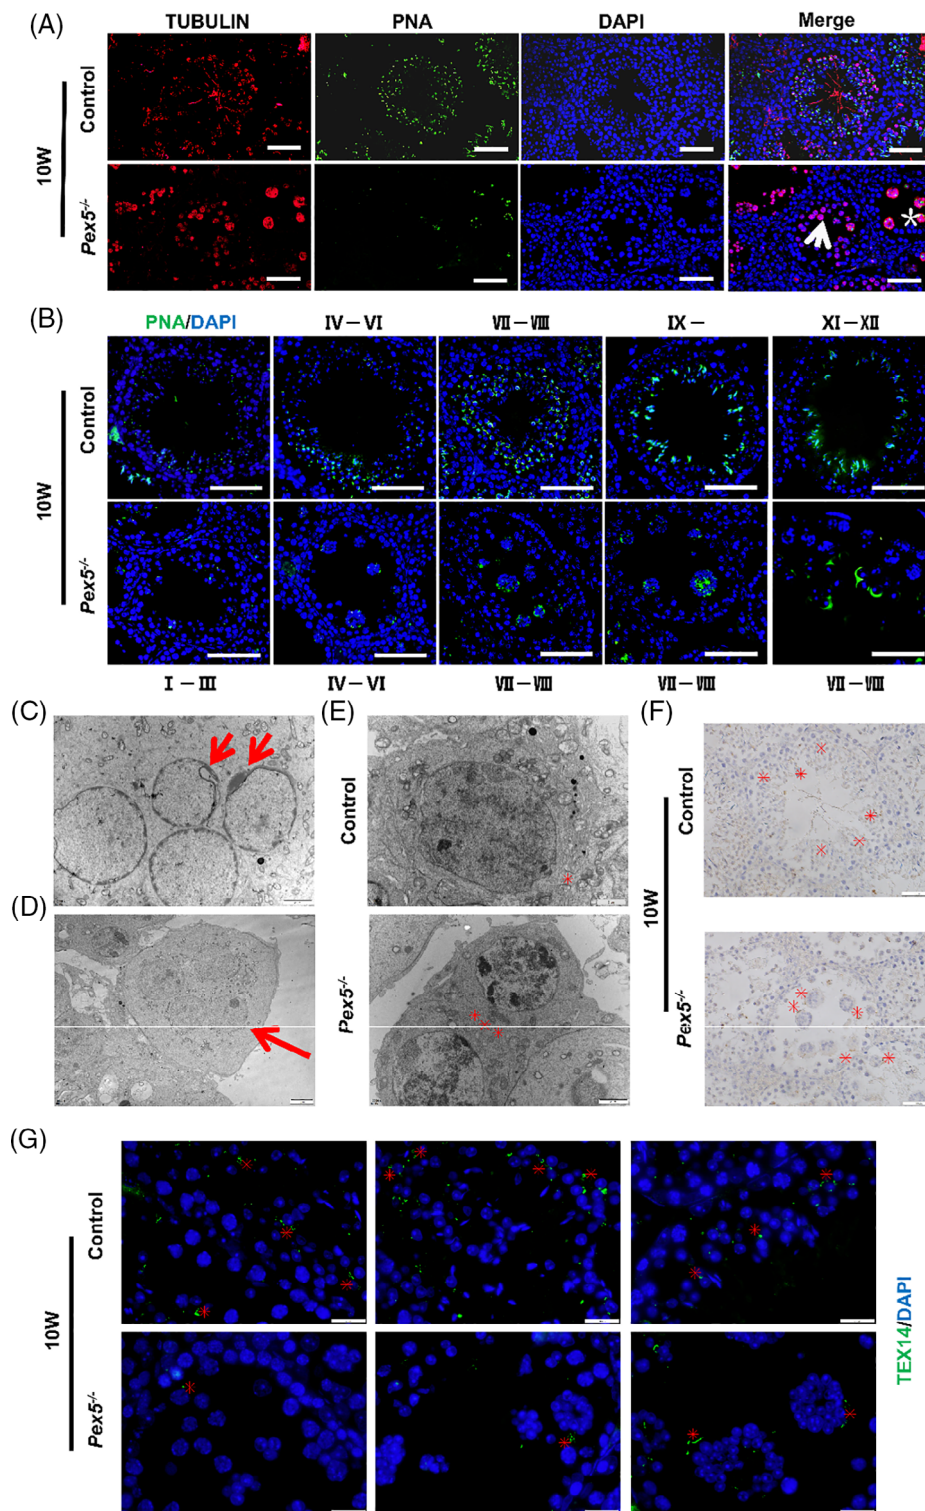 (A)
TUBULIN PNA DAPI Merge
10W
Control
Pex5-/-
(B)
PNA/DAPI IV－VI VII－VIII IX－ XI－XII
10W
Control
Pex5-/-
I－III IV－VI VII－VIII VII－VIII VII－VIII
(C)
(D)
(E)
Control
Pex5-/-
(F)
10W
Control
Pex5-/-
(G)
10W
Control
Pex5-/-
TEX14/DAPI